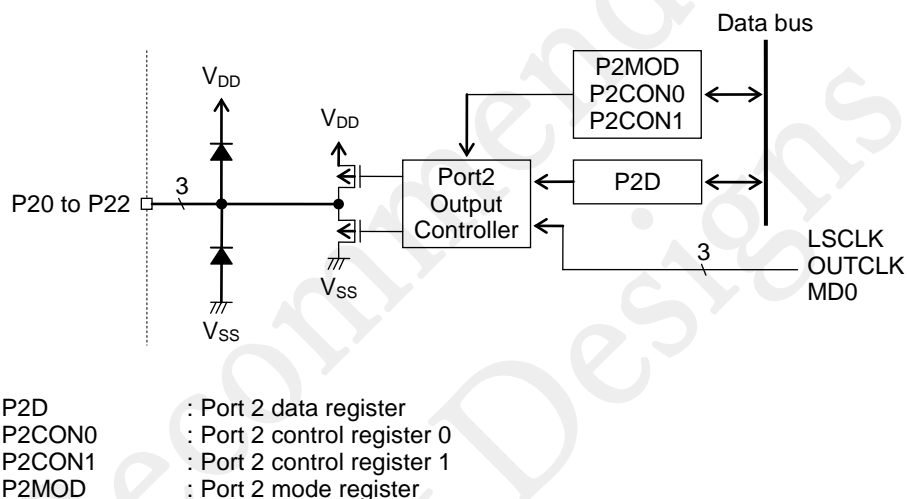 Data bus
P2MOD
P2CON0
P2CON1
VDD
VDD
Port2
Output
Controller
P2D
3
P20 to P22
3
LSCLK
OUTCLK
MD0
VSS
VSS
P2D : Port 2 data register
P2CON0 : Port 2 control register 0
P2CON1 : Port 2 control register 1
P2MOD : Port 2 mode register
ecommend
Designs